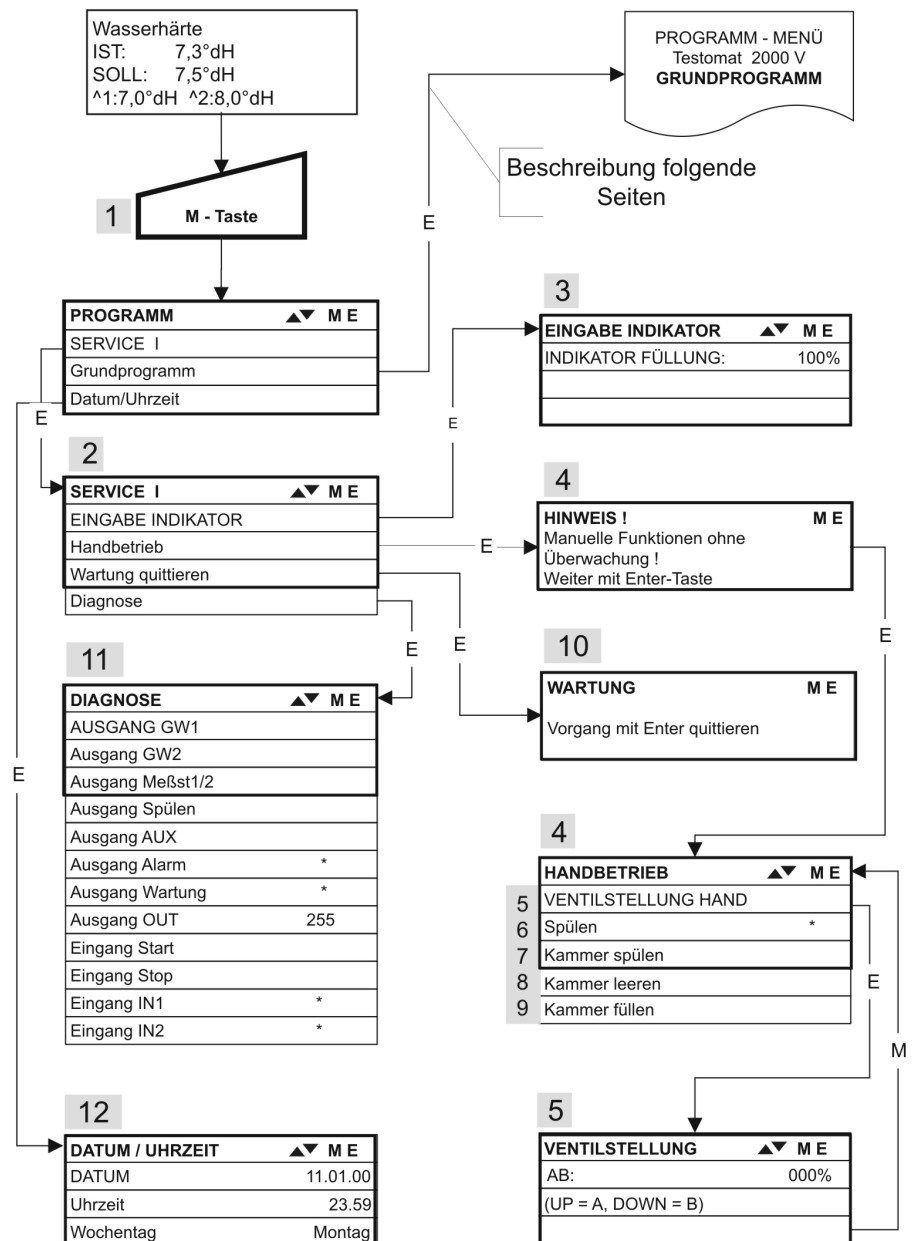 Wasserhärte
IST: 7,3°dH
SOLL: 7,5°dH
^1:7,0°dH ^2:8,0°dH
PROGRAMM - MENÜ
Testomat 2000 V
GRUNDPROGRAMM
Beschreibung folgende
Seiten
1
M - Taste
E
PROGRAMM ▲▼ M E
SERVICE I
Grundprogramm
Datum/Uhrzeit
E
3
EINGABE INDIKATOR ▲▼ M E
INDIKATOR FÜLLUNG: 100%
E
2
SERVICE I ▲▼ M E
EINGABE INDIKATOR
Handbetrieb
Wartung quittieren
Diagnose
E
4
HINWEIS ! M E
Manuelle Funktionen ohne
Überwachung !
Weiter mit Enter-Taste
E
E
E
10
WARTUNG M E
Vorgang mit Enter quittieren
11
DIAGNOSE ▲▼ M E
AUSGANG GW1
Ausgang GW2
Ausgang Meßst1/2
Ausgang Spülen
Ausgang AUX
Ausgang Alarm *
Ausgang Wartung *
Ausgang OUT 255
Eingang Start
Eingang Stop
Eingang IN1 *
Eingang IN2 *
E
4
HANDBETRIEB ▲▼ M E
5 VENTILSTELLUNG HAND
6 Spülen *
7 Kammer spülen
8 Kammer leeren
9 Kammer füllen
E
M
12
DATUM / UHRZEIT ▲▼ M E
DATUM 11.01.00
Uhrzeit 23.59
Wochentag Montag
5
VENTILSTELLUNG ▲▼ M E
AB: 000%
(UP = A, DOWN = B)